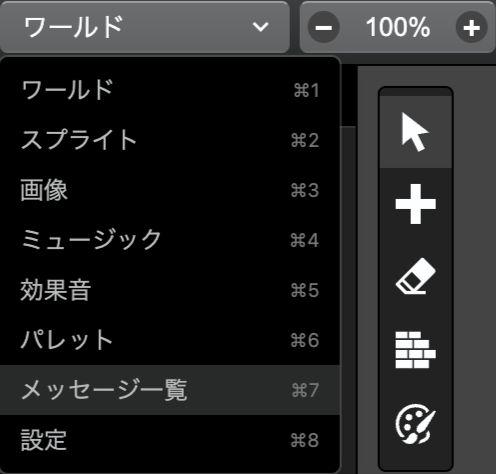 ワールド
100%
ワールド ⌘1
スプライト ⌘2
画像 ⌘3
ミュージック ⌘4
効果音 ⌘5
パレット ⌘6
メッセージ一覧 ⌘7
設定 ⌘8